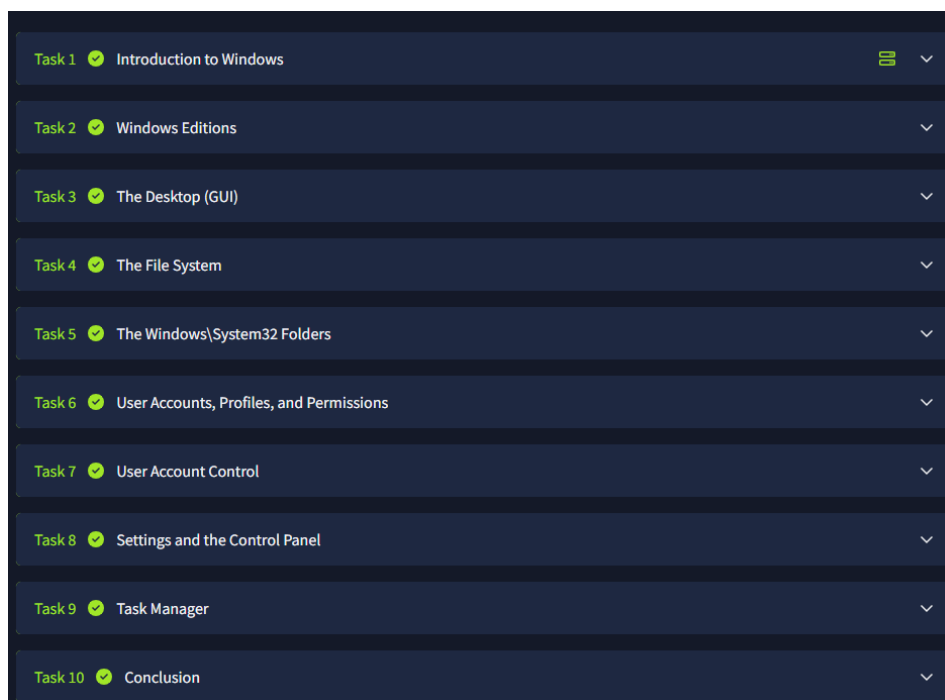 Task 1 Introduction to Windows
Task 2 Windows Editions
Task 3 The Desktop (GUI)
Task 4 The File System
Task 5 The Windows\System32 Folders
Task 6 User Accounts, Profiles, and Permissions
Task 7 User Account Control
Task 8 Settings and the Control Panel
Task 9 Task Manager
Task 10 Conclusion